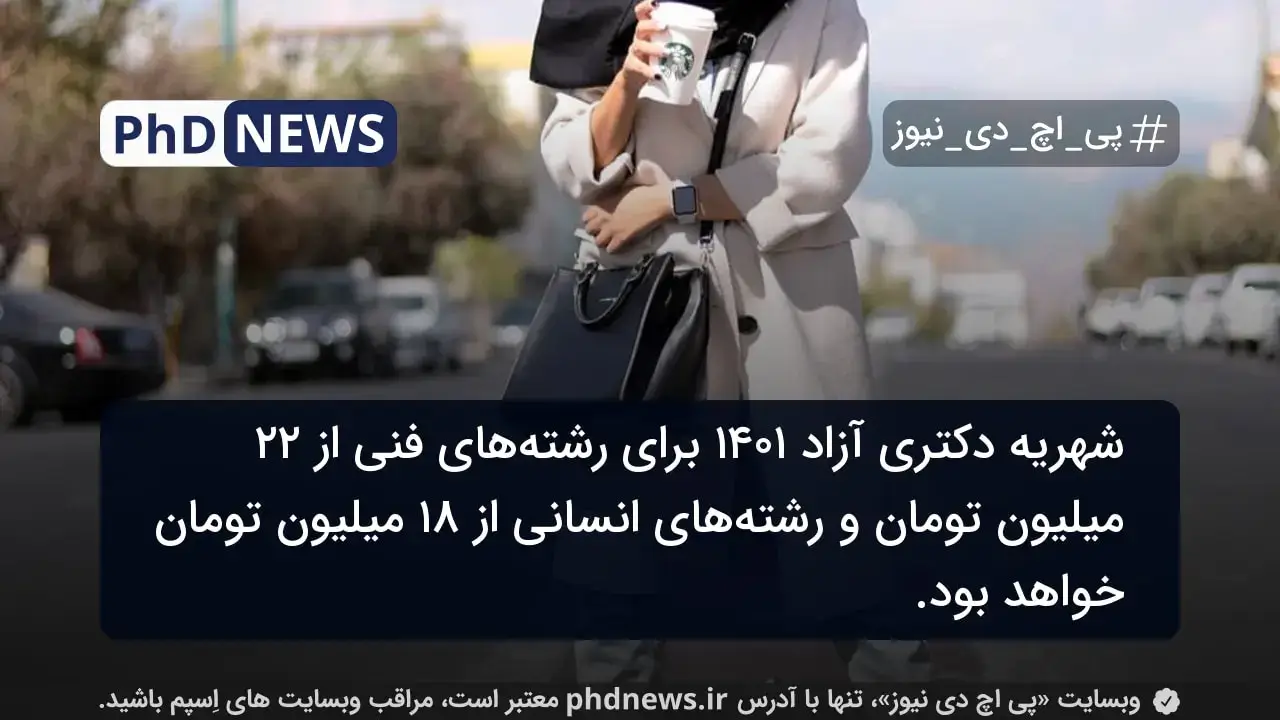 PhD NEWS
#پی_اچ_دی_نیوز
شهریه دکتری آزاد ۱۴۰۱ برای رشته‌های فنی از ۲۲
میلیون تومان و رشته‌های انسانی از ۱۸ میلیون تومان
خواهد بود.
وبسایت «پی اچ دی نیوز»، تنها با آدرس phdnews.ir معتبر است، مراقب وبسایت های اِسپم باشید.